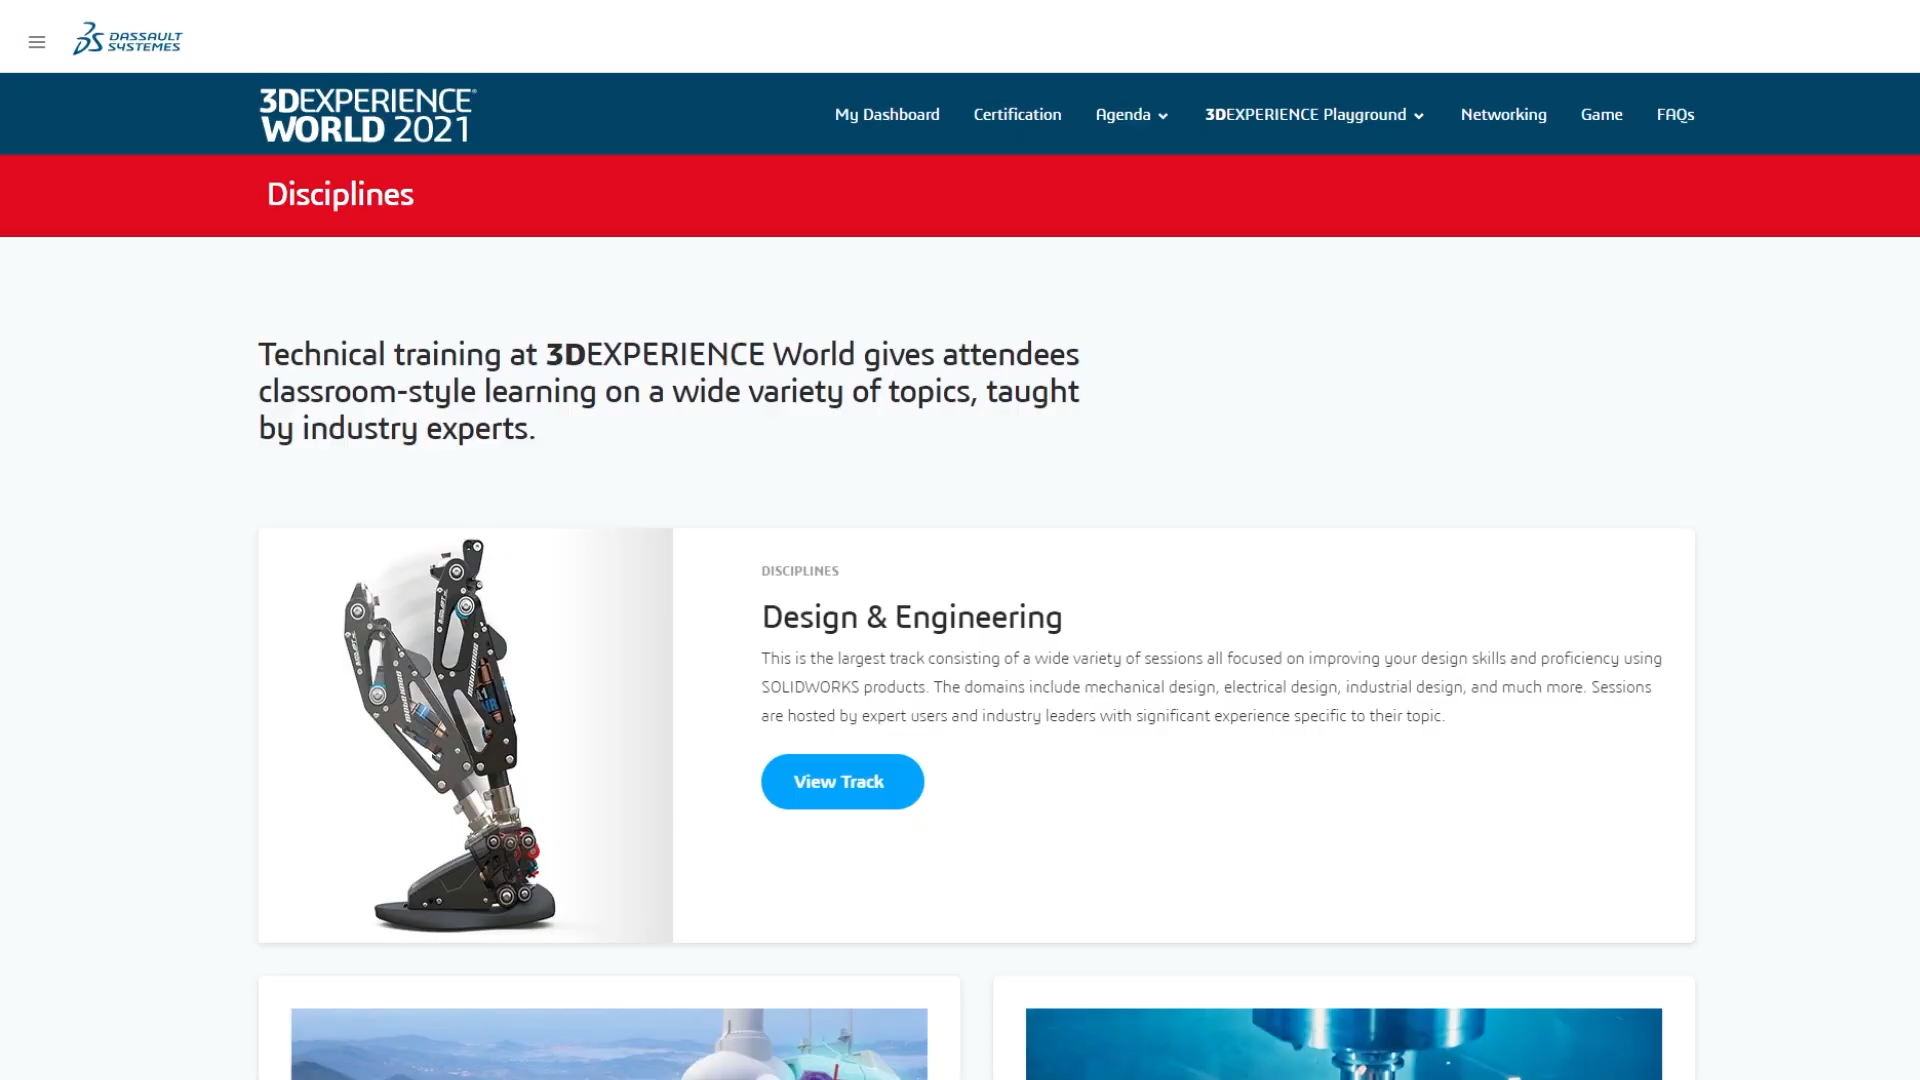 DASSAULT
SYSTEMES
3DEXPERIENCE
WORLD 2021
My Dashboard
Certification
Agenda
3DEXPERIENCE Playground
Networking
Game
FAQs
Disciplines
Technical training at 3DEXPERIENCE World gives attendees
classroom-style learning on a wide variety of topics, taught
by industry experts.
DISCIPLINES
Design & Engineering
This is the largest track consisting of a wide variety of sessions all focused on improving your design skills and proficiency using
SOLIDWORKS products. The domains include mechanical design, electrical design, industrial design, and much more. Sessions
are hosted by expert users and industry leaders with significant experience specific to their topic.
View Track